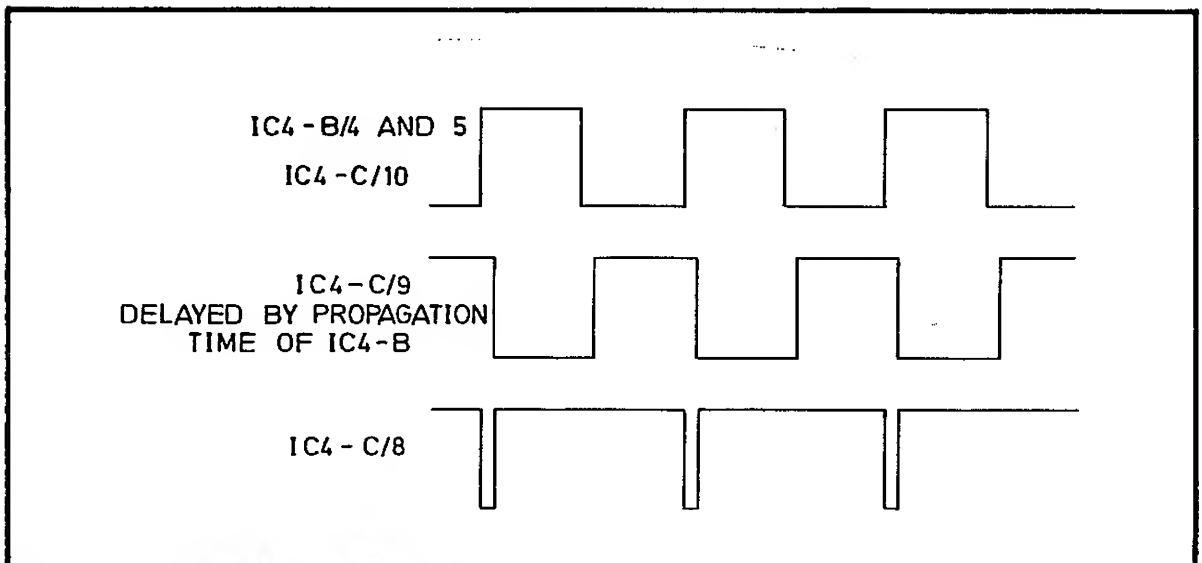 IC4-B/4 AND 5
IC4-C/10
IC4-C/9
DELAYED BY PROPAGATION
TIME OF IC4-B
IC4-C/8